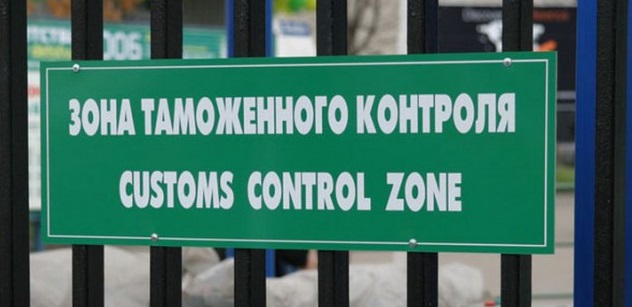 ЗОНА ТАМОЖЕННОГО КОНТРОЛЯ
CUSTOMS CONTROL ZONE